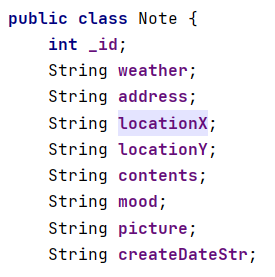 public class Note {
    int _id;
    String weather;
    String address;
    String locationX;
    String locationY;
    String contents;
    String mood;
    String picture;
    String createDateStr;